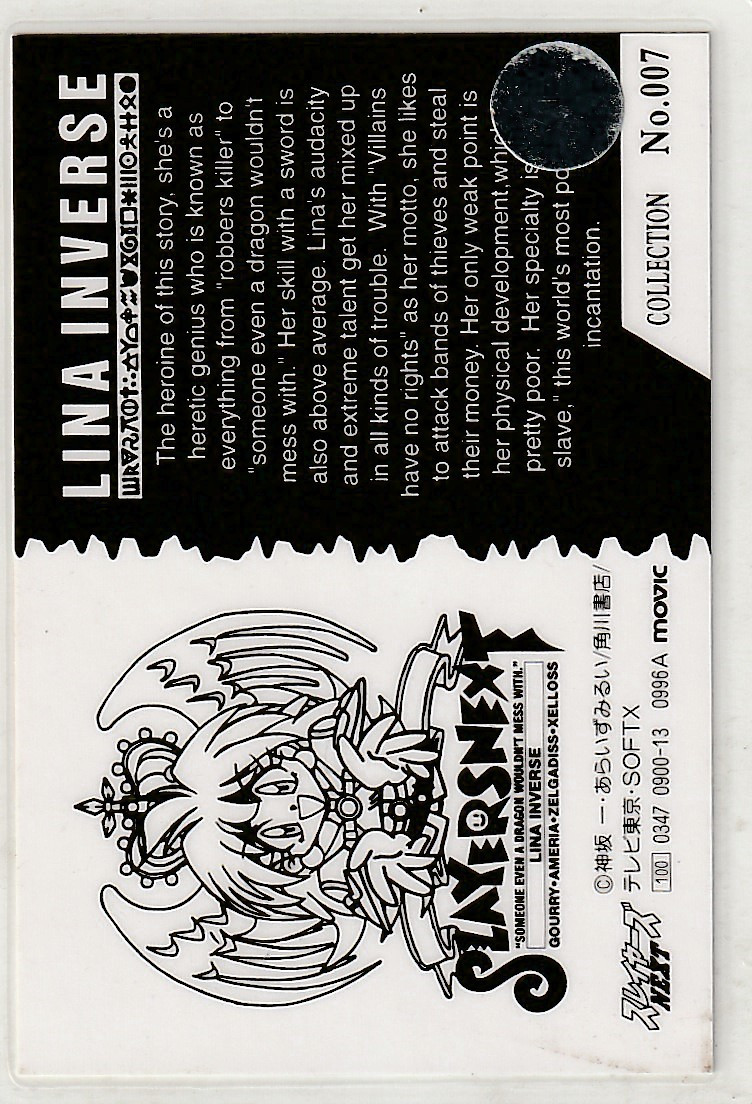 LINA INVERSE
The heroine of this story, she's a
heretic genius who is known as
everything from "robbers killer" to
"someone even a dragon wouldn't
mess with." Her skill with a sword is
also above average. Lina's audacity
and extreme talent get her mixed up
in all kinds of trouble. With "Villains
have no rights" as her motto, she likes
to attack bands of thieves and steal
their money. Her only weak point is
her physical development,
pretty poor. Her specialty is
slave," this world's most
incantation.
COLLECTION No.007
SLAYERSNEXT
"SOMEONE EVEN A DRAGON WOULDN'T MESS WITH."
LINA INVERSE
GOURRY•AMERIA•ZELGADISS•XELLOSS
スレイヤーズ
NEXT
©神坂 一・あらいずみるい/角川書店/
テレビ東京・SOFTX
100 0347 0900-13 0996A movic